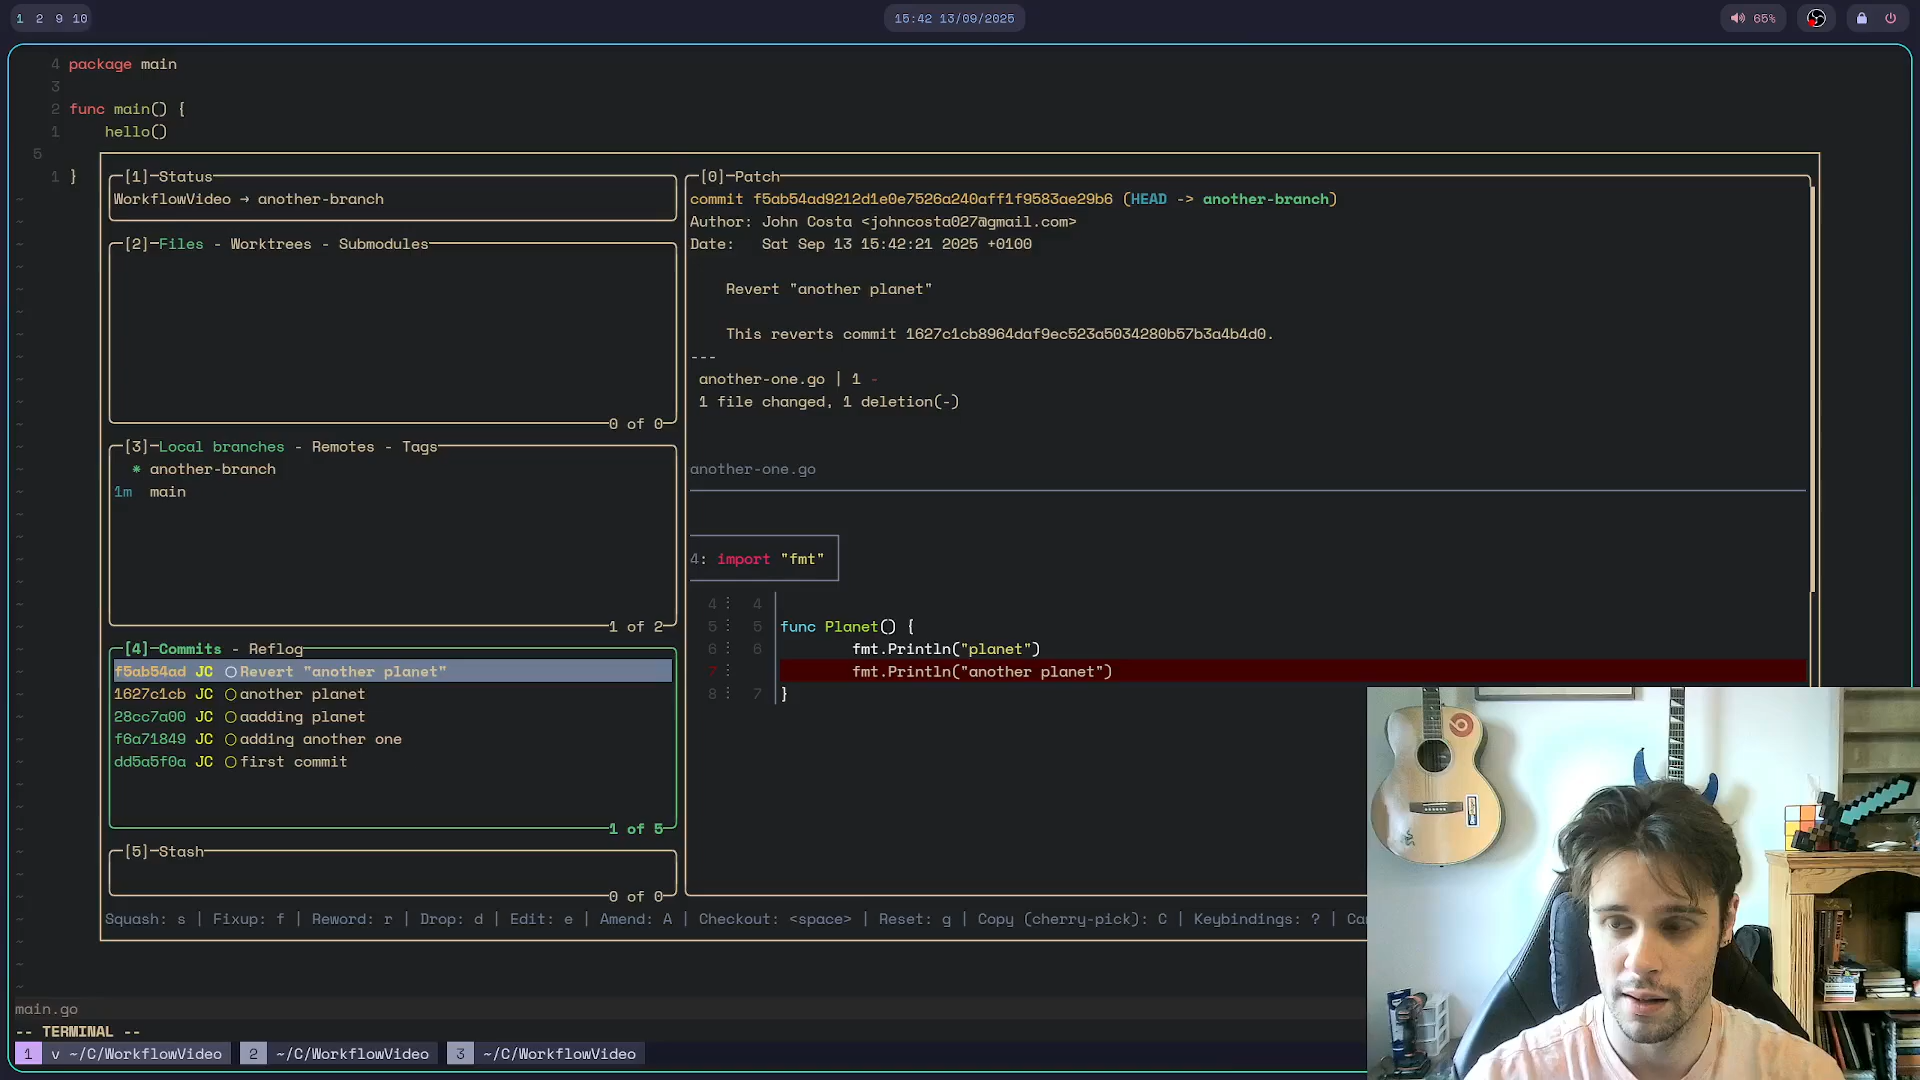 1 2 9 10
15:42 13/09/2025
65%
4 package main
3
2 func main() {
1 hello()
5
1 }
[1]─Status
WorkflowVideo → another-branch
[2]─Files - Worktrees - Submodules
0 of 0
[3]─Local branches - Remotes - Tags
* another-branch
1m main
1 of 2
[4]─Commits - Reflog
f5ab54ad JC Revert "another planet"
1627c1cb JC another planet
28cc7a00 JC aadding planet
f6a71849 JC adding another one
dd5a5f0a JC first commit
1 of 5
[5]─Stash
0 of 0
[0]─Patch
commit f5ab54ad9212d1e0e7526a240aff1f9583ae29b6 (HEAD -> another-branch)
Author: John Costa <johncosta027@gmail.com>
Date: Sat Sep 13 15:42:21 2025 +0100
Revert "another planet"
This reverts commit 1627c1cb8964daf9ec523a5034280b57b3a4b4d0.
---
another-one.go | 1 -
1 file changed, 1 deletion(-)
another-one.go
4: import "fmt"
4 ⋮ 4
5 ⋮ 5 func Planet() {
6 ⋮ 6 fmt.Println("planet")
7 ⋮ fmt.Println("another planet")
8 ⋮ 7 }
Squash: s | Fixup: f | Reword: r | Drop: d | Edit: e | Amend: A | Checkout: <space> | Reset: g | Copy (cherry-pick): C | Keybindings: ? | Ca
main.go
-- TERMINAL --
1 v ~/C/WorkflowVideo 2 ~/C/WorkflowVideo 3 ~/C/WorkflowVideo